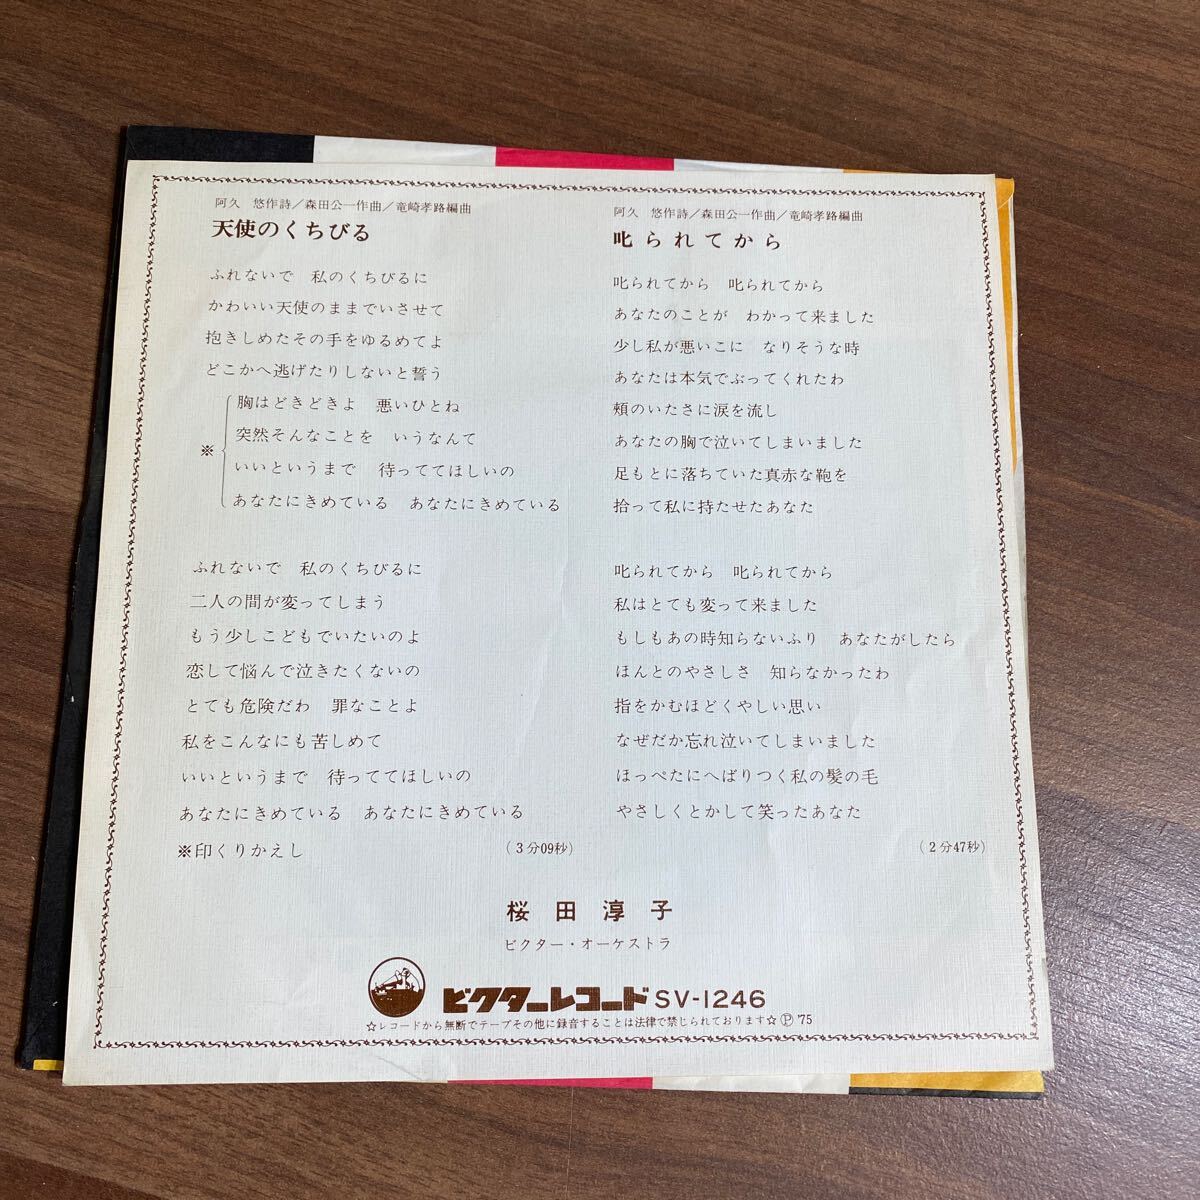 阿久　悠作詩／森田公一作曲／竜崎孝路編曲
天使のくちびる
ふれないで　私のくちびるに
かわいい天使のままでいさせて
抱きしめたその手をゆるめてよ
どこかへ逃げたりしないと誓う
※
胸はどきどきよ　悪いひとね
突然そんなことを　いうなんて
いいというまで　待っててほしいの
あなたにきめている　あなたにきめている
ふれないで　私のくちびるに
二人の間が変ってしまう
もう少しこどもでいたいのよ
恋して悩んで泣きたくないの
とても危険だわ　罪なことよ
私をこんなにも苦しめて
いいというまで　待っててほしいの
あなたにきめている　あなたにきめている
※印くりかえし
(3分09秒)
阿久　悠作詩／森田公一作曲／竜崎孝路編曲
叱られてから
叱られてから　叱られてから
あなたのことが　わかって来ました
少し私が悪いこに　なりそうな時
あなたは本気でぶってくれたわ
頬のいたさに涙を流し
あなたの胸で泣いてしまいました
足もとに落ちていた真赤な鞄を
拾って私に持たせたあなた
叱られてから　叱られてから
私はとても変って来ました
もしもあの時知らないふり　あなたがしたら
ほんとのやさしさ　知らなかったわ
指をかむほどくやしい思い
なぜだか忘れ泣いてしまいました
ほっぺたにへばりつく私の髪の毛
やさしくとかして笑ったあなた
(2分47秒)
桜田淳子
ビクター・オーケストラ
ビクターレコード SV-1246
☆レコードから無断でテープその他に録音することは法律で禁じられております☆Ⓟ'75